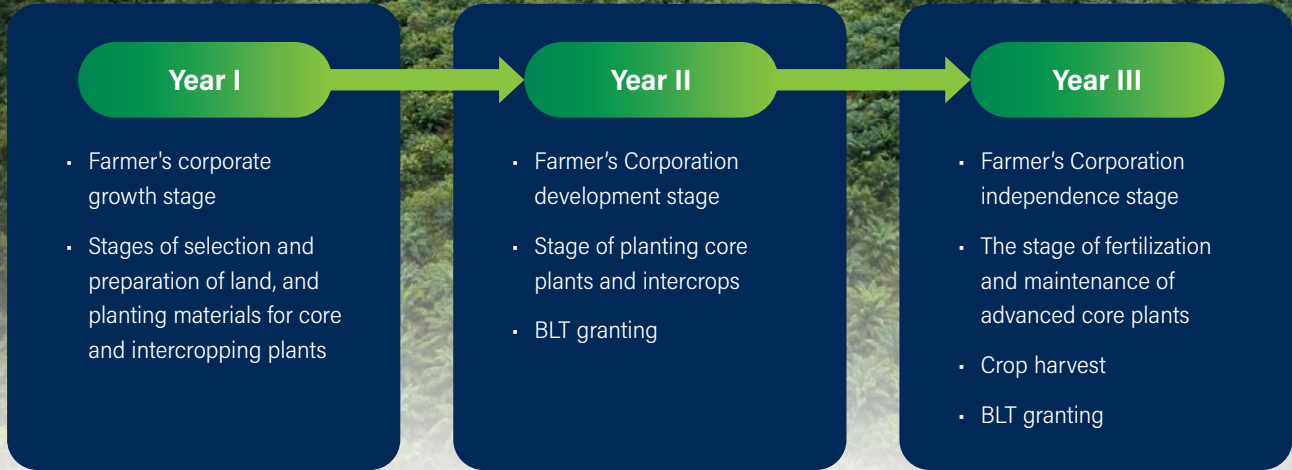 Year I
· Farmer's corporate
growth stage
· Stages of selection and
preparation of land, and
planting materials for core
and intercropping plants
Year II
· Farmer’s Corporation
development stage
· Stage of planting core
plants and intercrops
· BLT granting
Year III
· Farmer’s Corporation
independence stage
· The stage of fertilization
and maintenance of
advanced core plants
· Crop harvest
· BLT granting